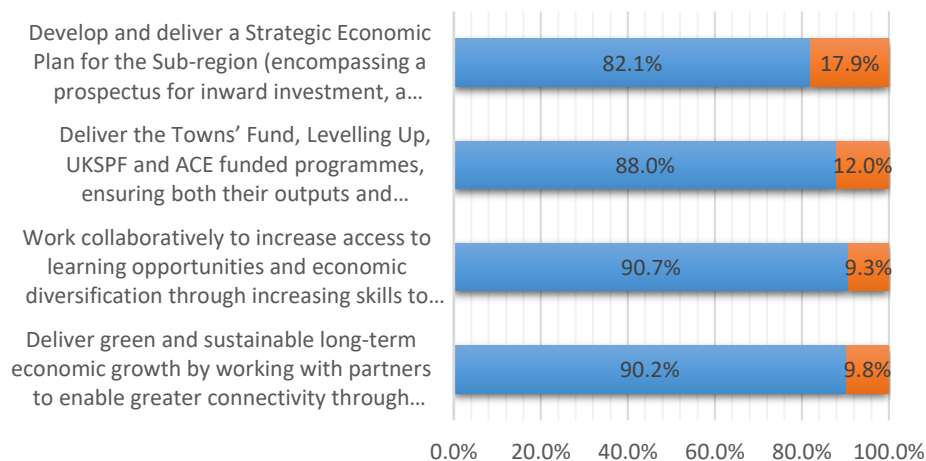 Develop and deliver a Strategic Economic
Plan for the Sub-region (encompassing a
prospectus for inward investment, a…
82.1%
17.9%
Deliver the Towns’ Fund, Levelling Up,
UKSPF and ACE funded programmes,
ensuring both their outputs and…
88.0%
12.0%
Work collaboratively to increase access to
learning opportunities and economic
diversification through increasing skills to…
90.7%
9.3%
Deliver green and sustainable long-term
economic growth by working with partners
to enable greater connectivity through…
90.2%
9.8%
0.0% 20.0% 40.0% 60.0% 80.0% 100.0%